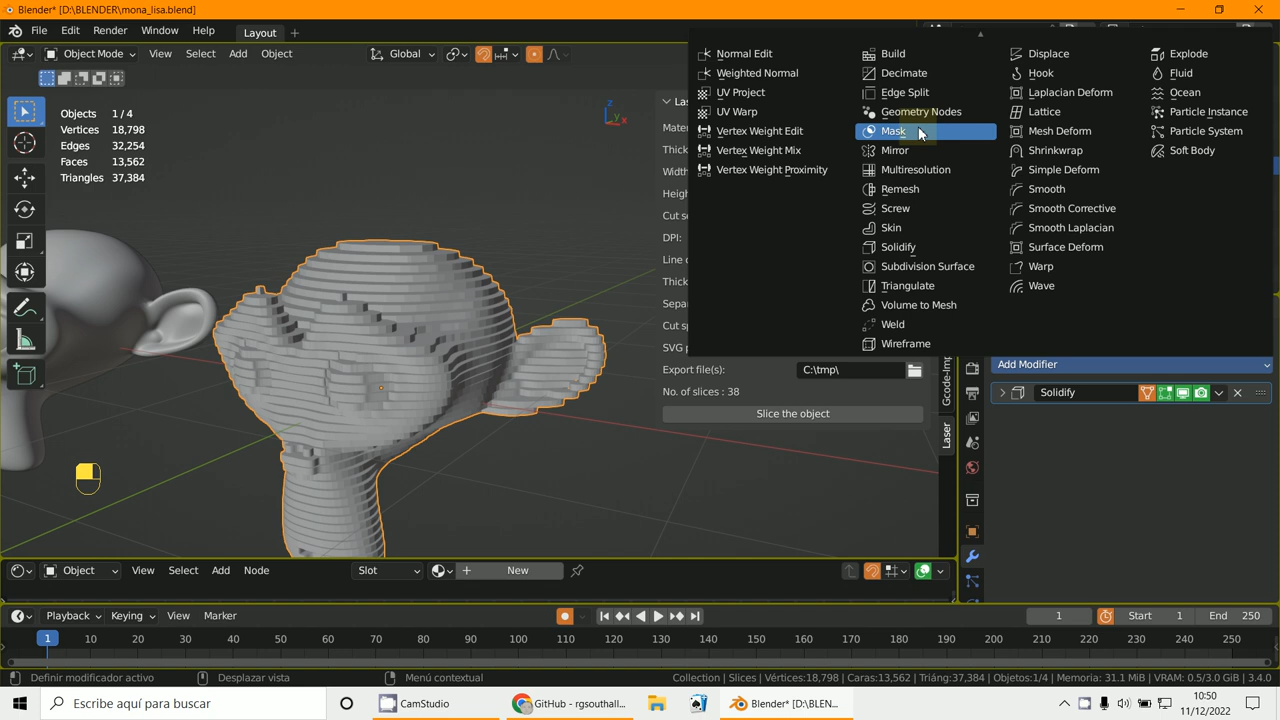 Blender* [D:\BLENDER\mona_lisa.blend]
File Edit Render Window Help Layout
Object Mode View Select Add Object Global
Objects 1 / 4
Vertices 18,798
Edges 32,254
Faces 13,562
Triangles 37,384
Normal Edit Build Displace Explode
Weighted Normal Decimate Hook Fluid
UV Project Edge Split Laplacian Deform Ocean
UV Warp Geometry Nodes Lattice Particle Instance
Vertex Weight Edit Mask Mesh Deform Particle System
Vertex Weight Mix Mirror Shrinkwrap Soft Body
Vertex Weight Proximity Multiresolution Simple Deform
Remesh Smooth
Screw Smooth Corrective
Skin Smooth Laplacian
Solidify Surface Deform
Subdivision Surface Warp
Triangulate Wave
Volume to Mesh
Weld
Wireframe
DPI:
Export file(s): C:\tmp\
No. of slices : 38
Slice the object
Laser
Add Modifier
Solidify
Object View Select Add Node Slot New
Playback Keying View Marker 1 Start 1 End 250
1 10 20 30 40 50 60 70 80 90 100 110 120 130 140 150 160 170 180 190 200 210 220 230 240 250
Definir modificador activo Desplazar vista Menú contextual Collection | Slices | Vértices:18,798 | Caras:13,562 | Triáng:37,384 | Objetos:1/4 | Memoria: 31.1 MiB | VRAM: 0.5/3.0 GiB | 3.4.0
Escribe aquí para buscar CamStudio GitHub - rgsouthall... Blender* [D:\BLEN...
10:50
11/12/2022